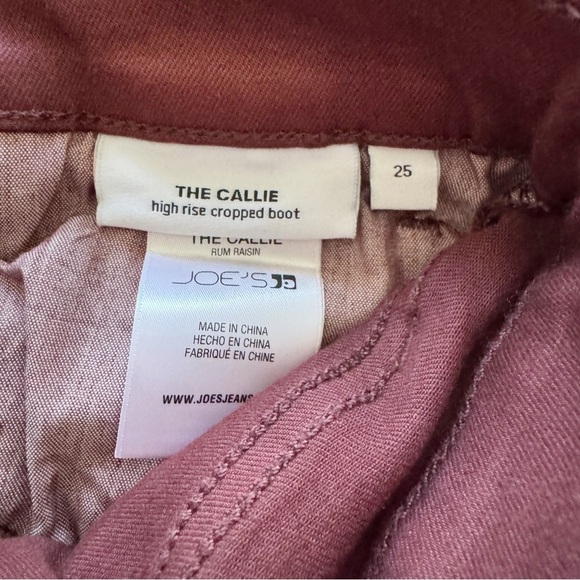 THE CALLIE
high rise cropped boot
25
THE CALLIE
RUM RAISIN
JOE'S
MADE IN CHINA
HECHO EN CHINA
FABRIQUÉ EN CHINE
WWW.JOESJEANS